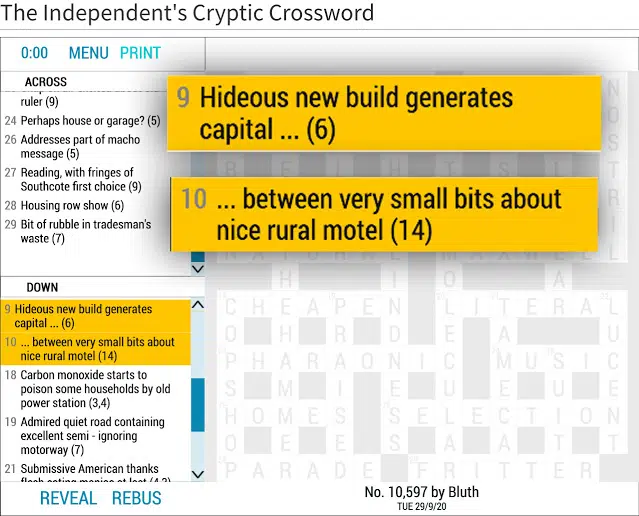 The Independent's Cryptic Crossword
0:00 MENU PRINT
ACROSS
ruler (9)
24 Perhaps house or garage? (5)
26 Addresses part of macho
message (5)
27 Reading, with fringes of
Southcote first choice (9)
28 Housing row show (6)
29 Bit of rubble in tradesman's
waste (7)
9 Hideous new build generates
capital ... (6)
10 ... between very small bits about
nice rural motel (14)
DOWN
9 Hideous new build generates
capital ... (6)
10 ... between very small bits about
nice rural motel (14)
18 Carbon monoxide starts to
poison some households by old
power station (3,4)
19 Admired quiet road containing
excellent semi - ignoring
motorway (7)
21 Submissive American thanks
CHEAPEN LITERAL
PHARAONIC MUSIC
HOMES SELECTION
PARADE FRITTER
REVEAL REBUS
No. 10,597 by Bluth
TUE 29/9/20